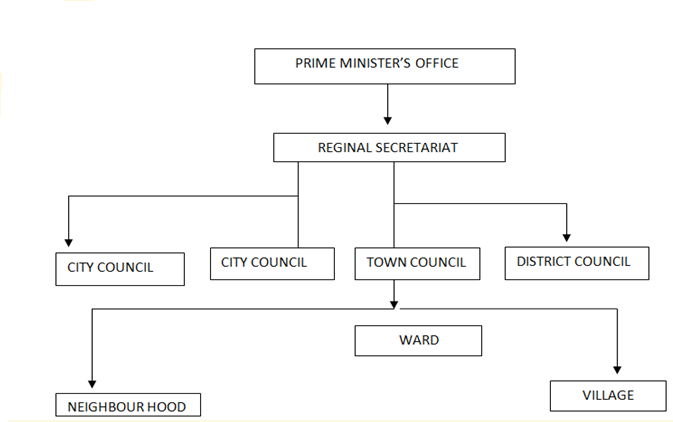 PRIME MINISTER’S OFFICE
REGINAL SECRETARIAT
CITY COUNCIL
CITY COUNCIL
TOWN COUNCIL
DISTRICT COUNCIL
WARD
NEIGHBOUR HOOD
VILLAGE